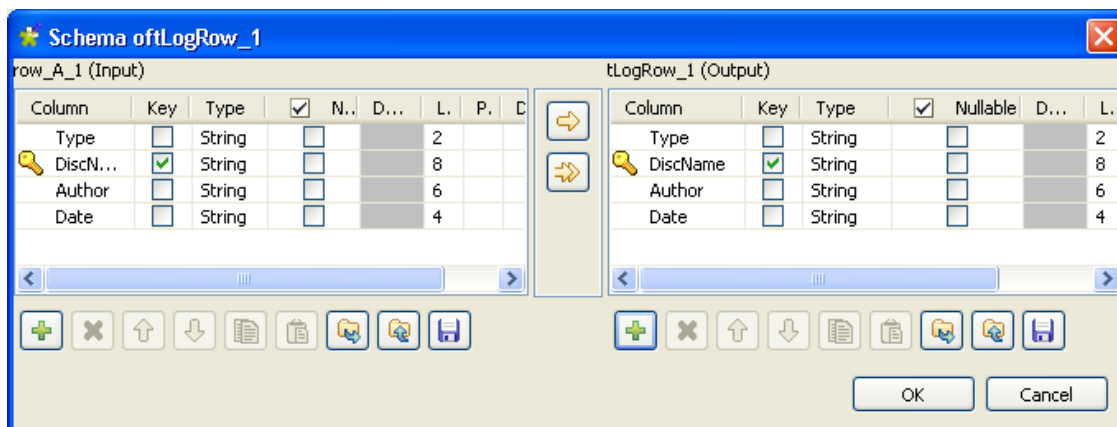 Schema oftLogRow_1
row_A_1 (Input) tLogRow_1 (Output)
Column Key Type N.. D... L. P. D Column Key Type Nullable D... L.
Type String 2 Type String 2
DiscN... String 8 DiscName String 8
Author String 6 Author String 6
Date String 4 Date String 4
OK Cancel